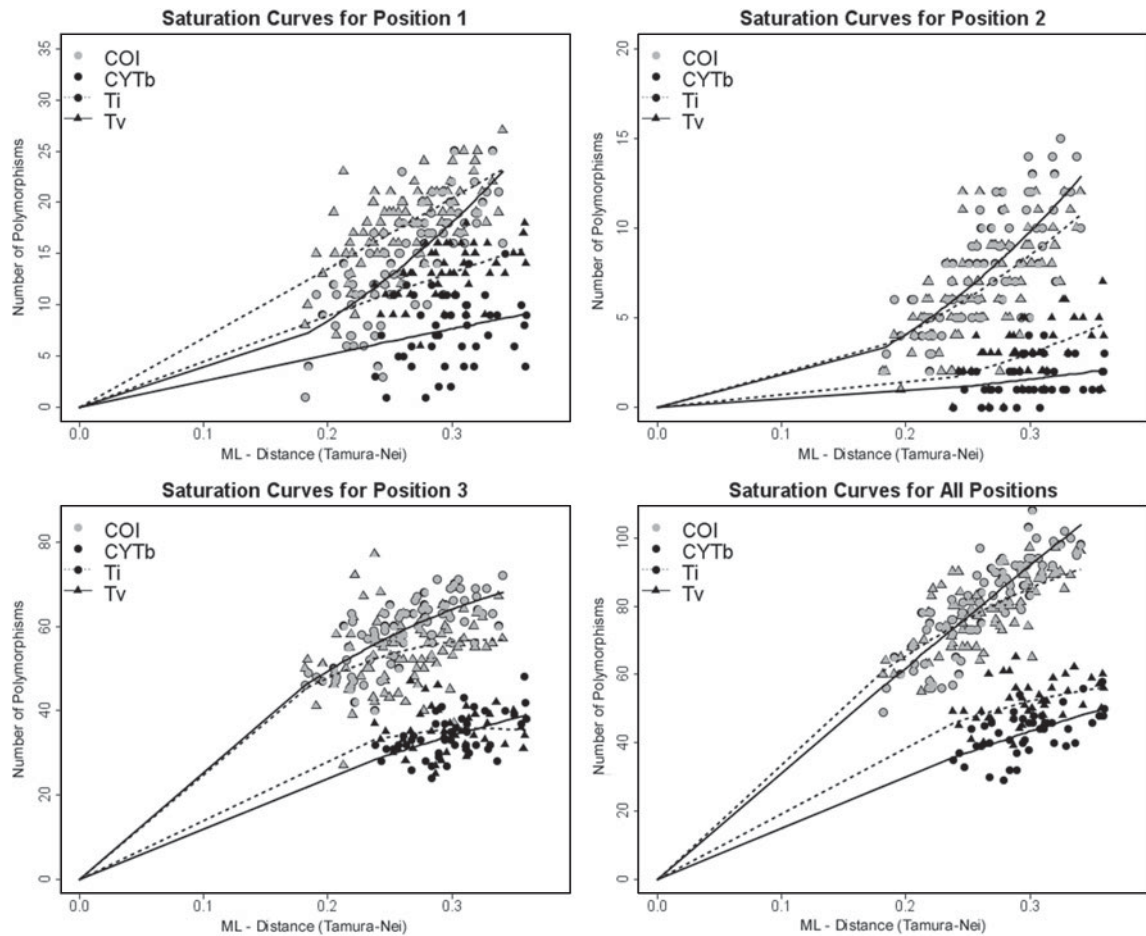 Saturation Curves for Position 1
35
30
25
20
15
10
5
0
COI
CYTb
Ti
Tv
Number of Polymorphisms
0.0 0.1 0.2 0.3
ML - Distance (Tamura-Nei)
Saturation Curves for Position 2
20
15
10
5
0
COI
CYTb
Ti
Tv
Number of Polymorphisms
0.0 0.1 0.2 0.3
ML - Distance (Tamura-Nei)
Saturation Curves for Position 3
80
60
40
20
0
COI
CYTb
Ti
Tv
Number of Polymorphisms
0.0 0.1 0.2 0.3
ML - Distance (Tamura-Nei)
Saturation Curves for All Positions
100
80
60
40
20
0
COI
CYTb
Ti
Tv
Number of Polymorphisms
0.0 0.1 0.2 0.3
ML - Distance (Tamura-Nei)